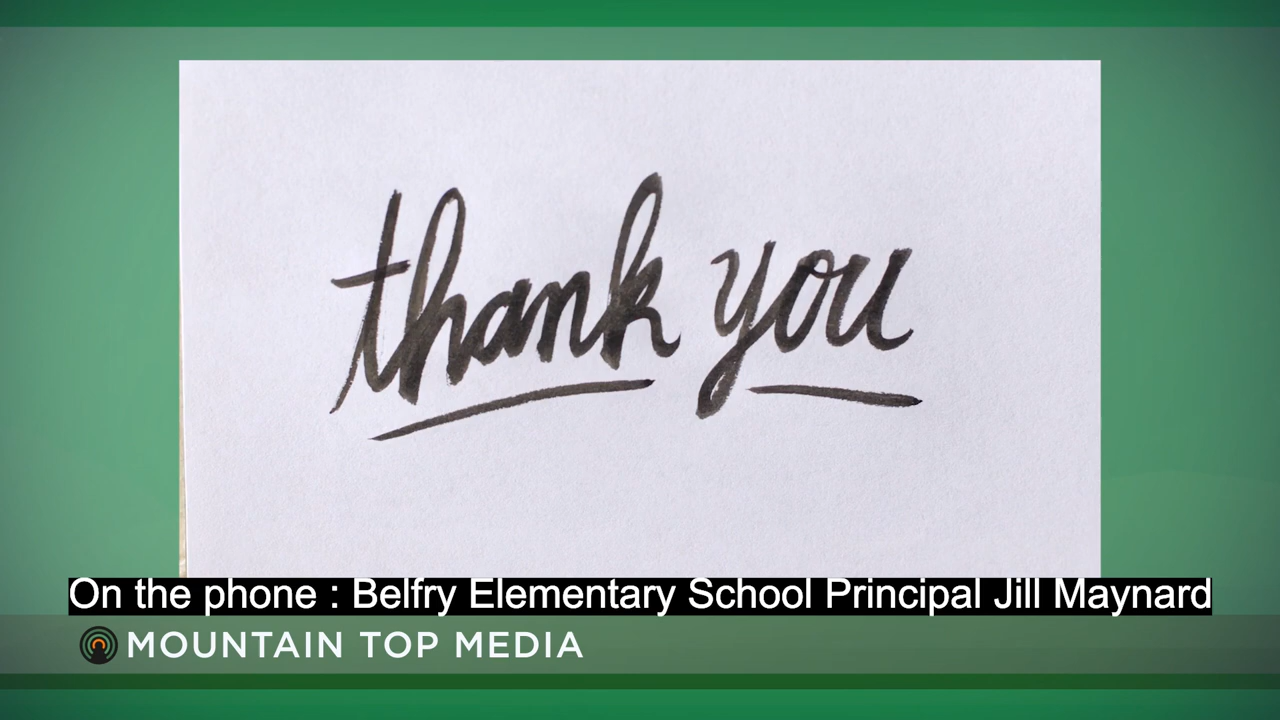 thank you
On the phone : Belfry Elementary School Principal Jill Maynard
MOUNTAIN TOP MEDIA